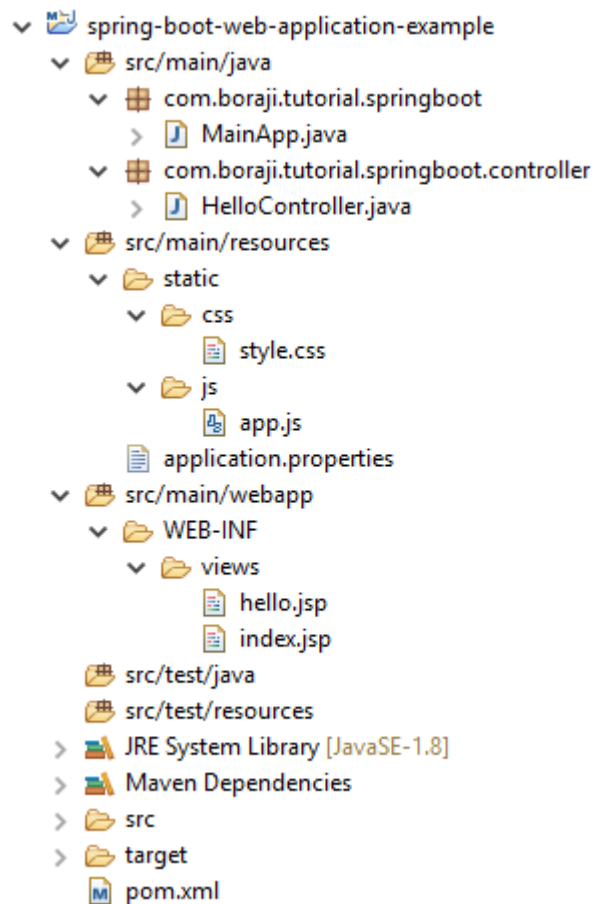 spring-boot-web-application-example
src/main/java
com.boraji.tutorial.springboot
MainApp.java
com.boraji.tutorial.springboot.controller
HelloController.java
src/main/resources
static
css
style.css
js
app.js
application.properties
src/main/webapp
WEB-INF
views
hello.jsp
index.jsp
src/test/java
src/test/resources
JRE System Library [JavaSE-1.8]
Maven Dependencies
src
target
pom.xml